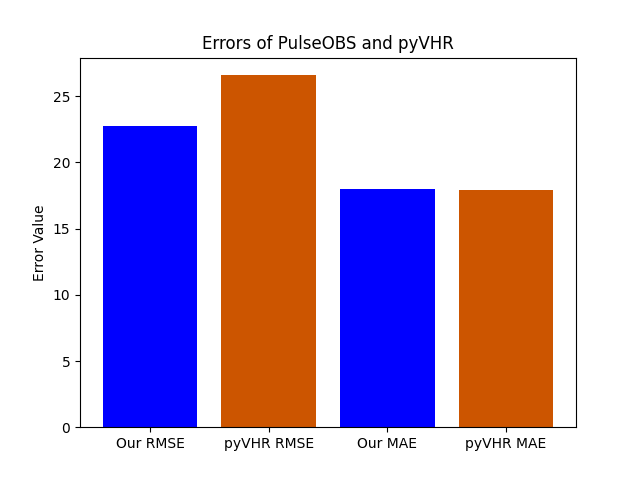 Errors of PulseOBS and pyVHR
Error Value
25
20
15
10
5
0
Our RMSE
pyVHR RMSE
Our MAE
pyVHR MAE